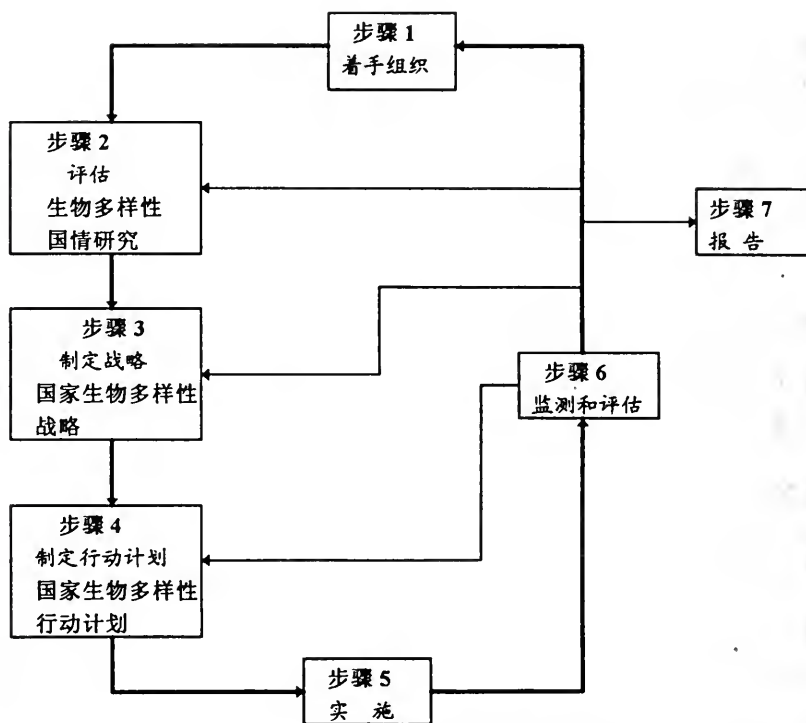 步骤 1
着手组织
步骤 2
评估
生物多样性
国情研究
步骤 7
报 告
步骤 3
制定战略
国家生物多样性
战略
步骤 6
监测和评估
步骤 4
制定行动计划
国家生物多样性
行动计划
步骤 5
实 施